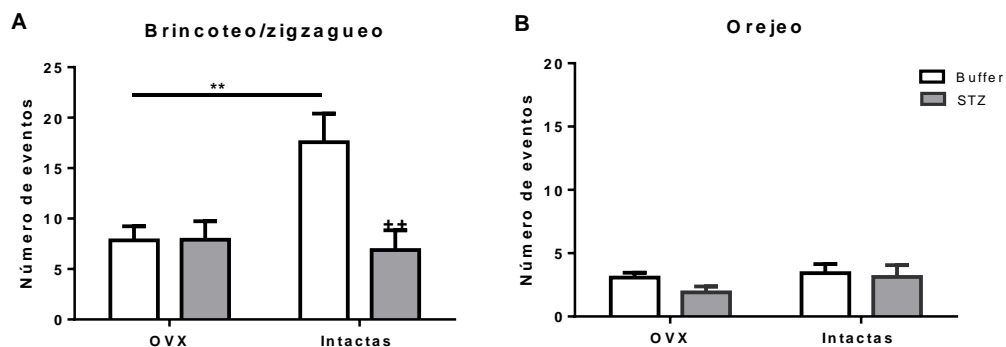 A
Brincoteo/zigzagueo
Número de eventos
25
20
15
10
5
0
**
‡‡
OVX
Intactas
B
Orejeo
Número de eventos
20
15
10
5
0
Buffer
STZ
OVX
Intactas